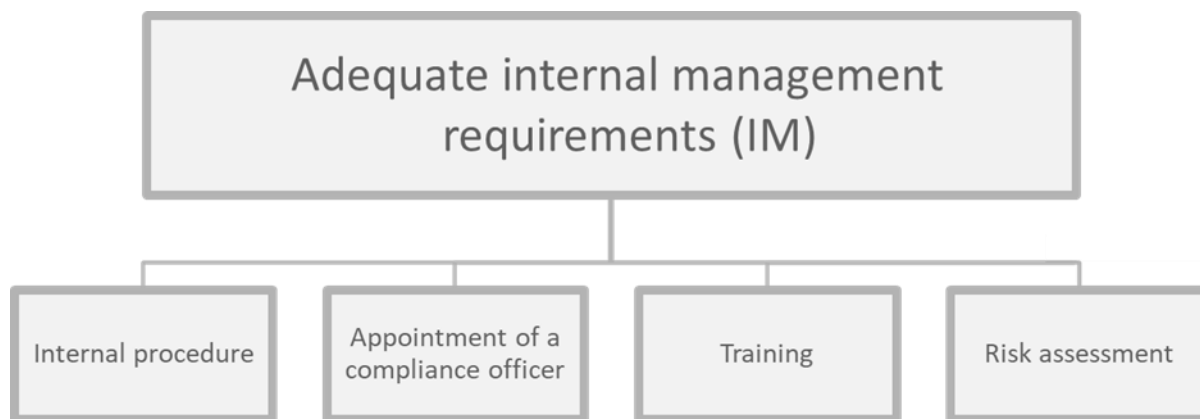 Adequate internal management
requirements (IM)
Internal procedure
Appointment of a
compliance officer
Training
Risk assessment